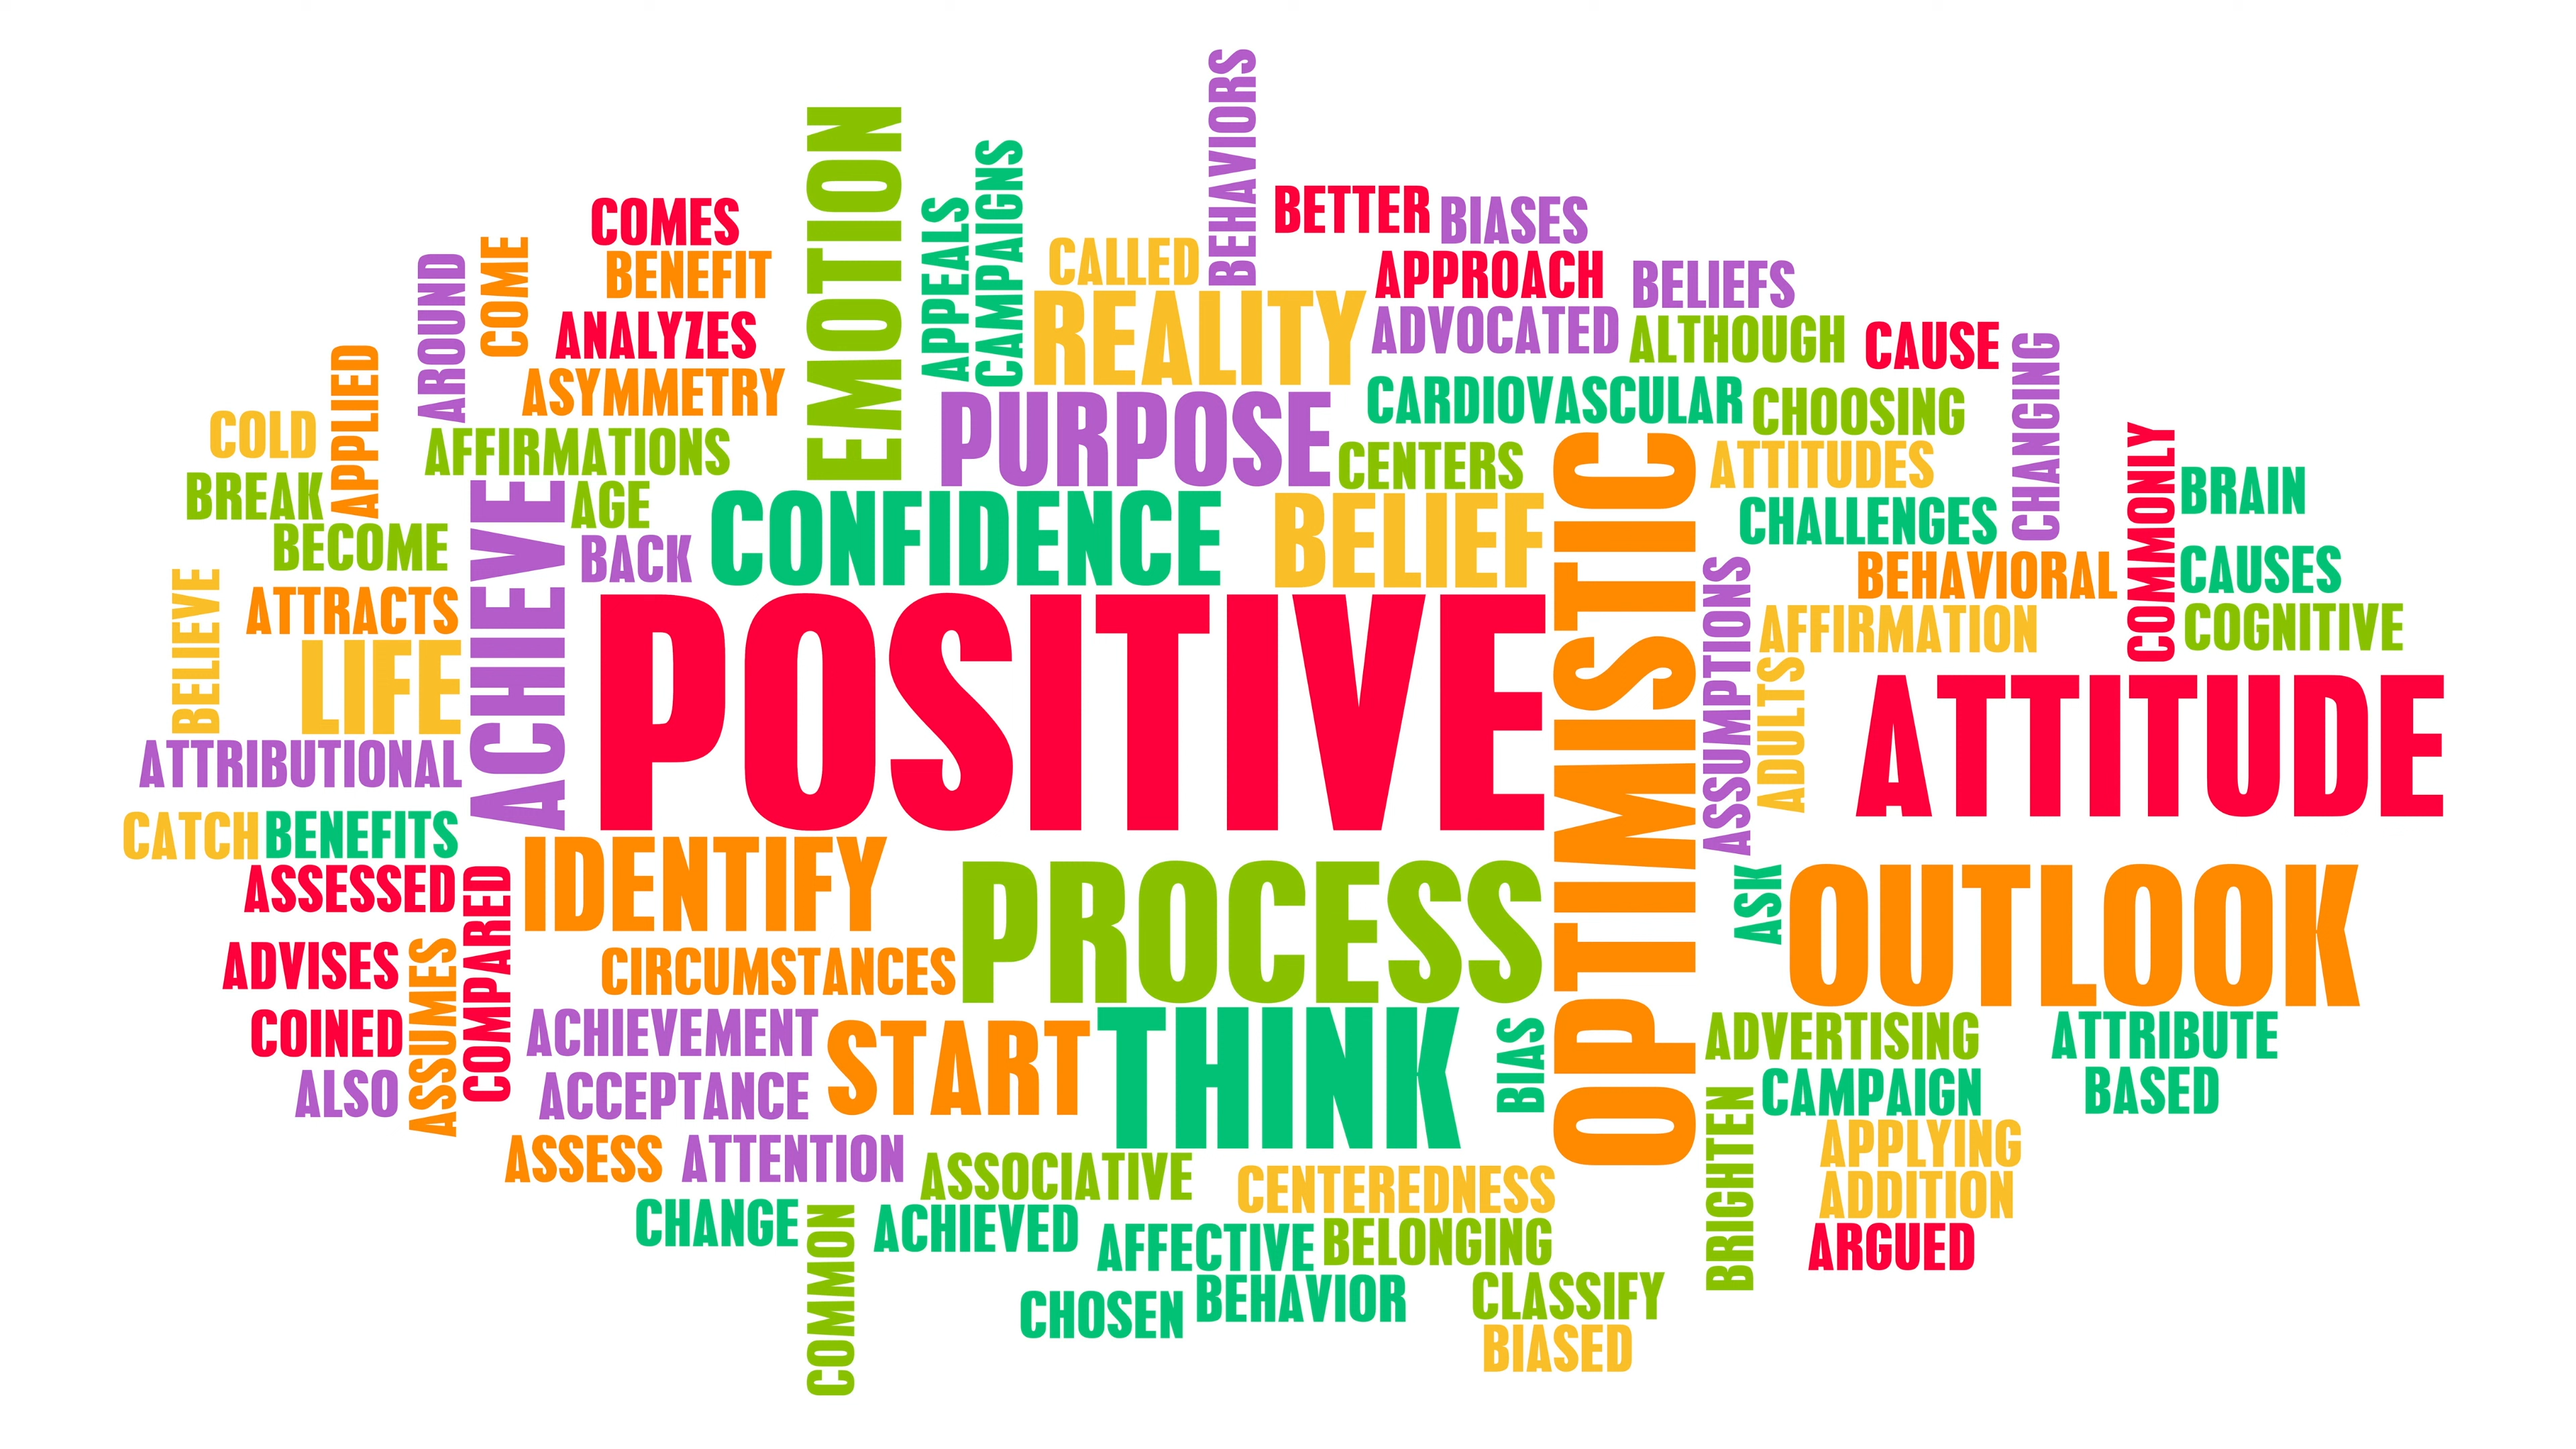 BEHAVIORS
EMOTION
APPEALS
CAMPAIGNS
COMES
BETTER
BIASES
BENEFIT
CALLED
APPROACH
BELIEFS
AROUND
COME
ANALYZES
REALITY
ADVOCATED
ALTHOUGH
CAUSE
CHANGING
APPLIED
ASYMMETRY
PURPOSE
CARDIOVASCULAR
CHOOSING
COLD
AFFIRMATIONS
CENTERS
ATTITUDES
COMMONLY
BREAK
AGE
CONFIDENCE
BELIEF
OPTIMISTIC
CHALLENGES
BRAIN
BECOME
ACHIEVE
BACK
BEHAVIORAL
CAUSES
BELIEVE
ATTRACTS
ASSUMPTIONS
AFFIRMATION
COGNITIVE
LIFE
POSITIVE
ADULTS
ATTITUDE
ATTRIBUTIONAL
CATCH
BENEFITS
IDENTIFY
ASSESSED
COMPARED
PROCESS
ASK
OUTLOOK
ADVISES
ASSUMES
CIRCUMSTANCES
COINED
ACHIEVEMENT
START
THINK
BIAS
ADVERTISING
ATTRIBUTE
ALSO
ACCEPTANCE
CAMPAIGN
BASED
ASSESS
ATTENTION
ASSOCIATIVE
CENTEREDNESS
BRIGHTEN
APPLYING
ADDITION
CHANGE
COMMON
ACHIEVED
AFFECTIVE
BELONGING
ARGUED
CHOSEN
BEHAVIOR
CLASSIFY
BIASED